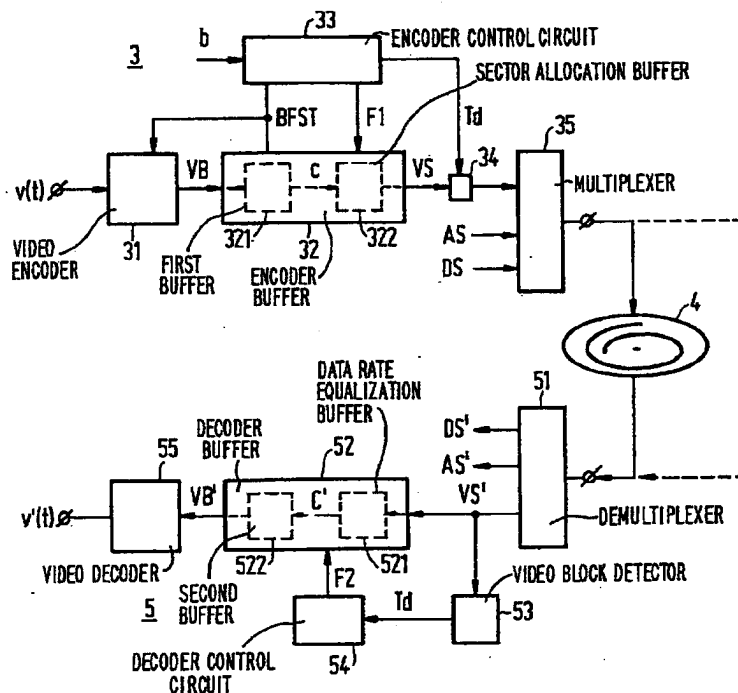 33
ENCODER CONTROL CIRCUIT
3
b
SECTOR ALLOCATION BUFFER
BFST
F1
Td
35
v(t)
VB
C
VS
34
MULTIPLEXER
31
321
322
AS
VIDEO
ENCODER
FIRST
BUFFER
32
ENCODER
BUFFER
DS
4
DATA RATE
EQUALIZATION
BUFFER
51
DECODER
BUFFER
DS'
55
52
AS'
VB'
C'
VS'
v'(t)
DEMULTIPLEXER
VIDEO DECODER
522
521
VIDEO BLOCK DETECTOR
SECOND
BUFFER
F2
5
Td
53
DECODER CONTROL
CIRCUIT
54